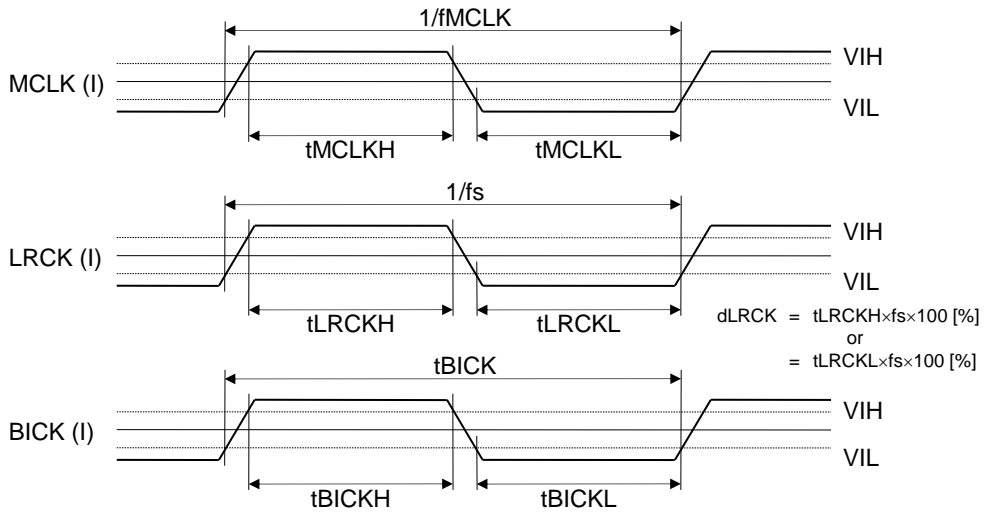 1/fMCLK
VIH
MCLK (I)
VIL
tMCLKH
tMCLKL
1/fs
VIH
LRCK (I)
VIL
tLRCKH
tLRCKL
dLRCK = tLRCKH×fs×100 [%]
or
= tLRCKL×fs×100 [%]
tBICK
VIH
BICK (I)
VIL
tBICKH
tBICKL